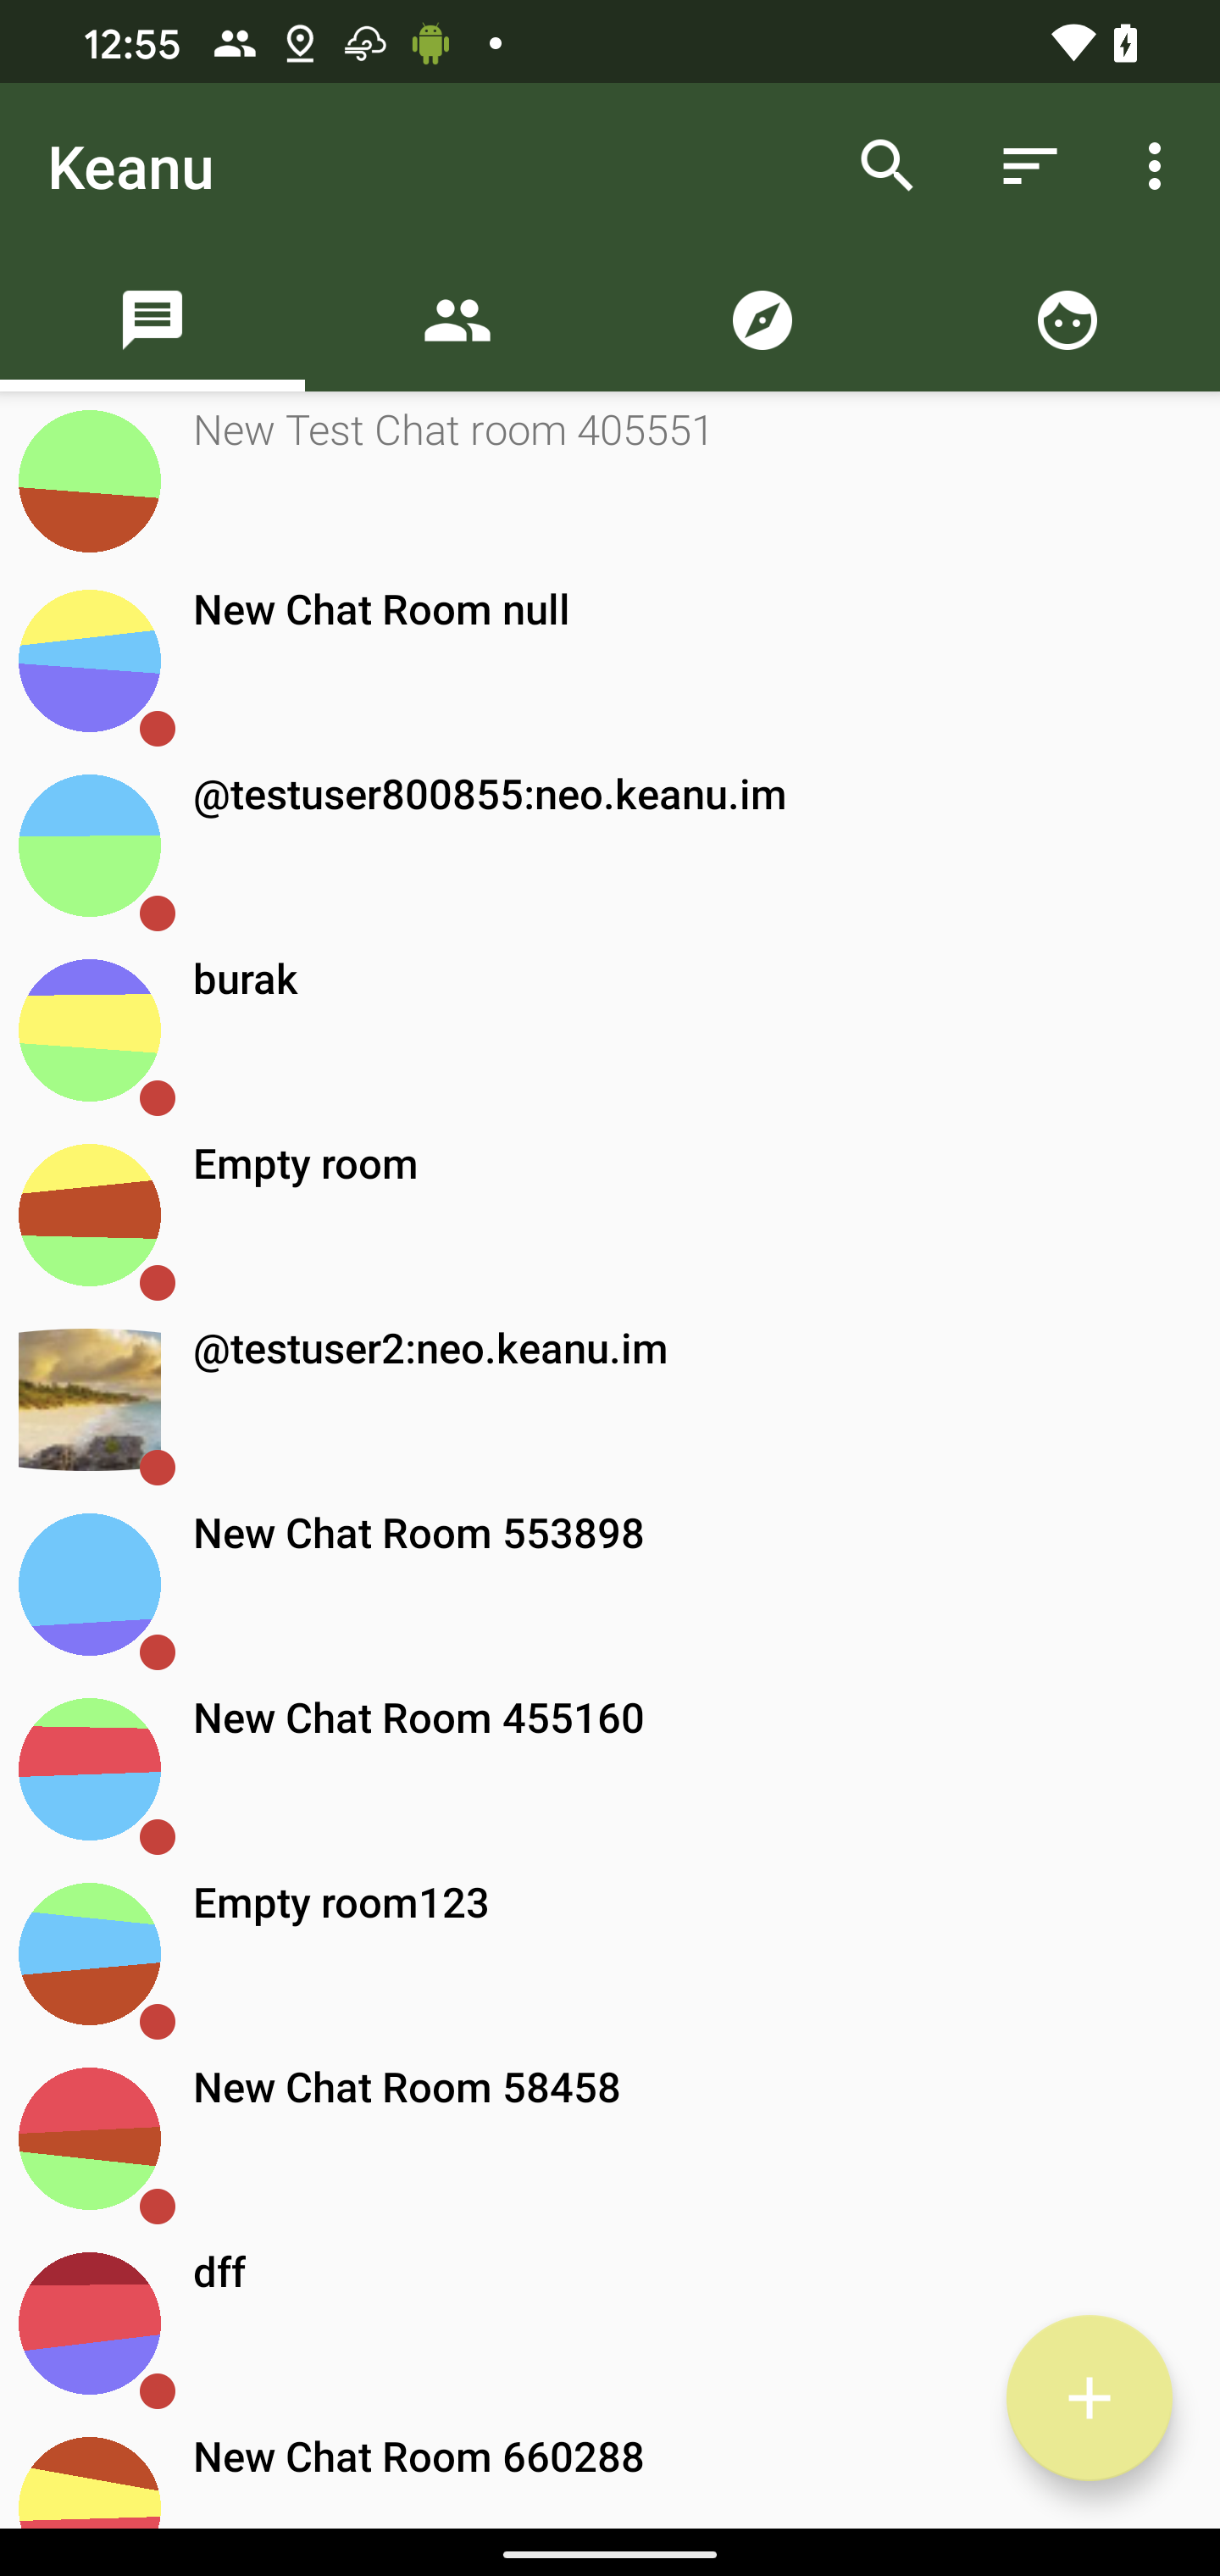 12:55
Keanu
New Test Chat room 405551
New Chat Room null
@testuser800855:neo.keanu.im
burak
Empty room
@testuser2:neo.keanu.im
New Chat Room 553898
New Chat Room 455160
Empty room123
New Chat Room 58458
dff
New Chat Room 660288